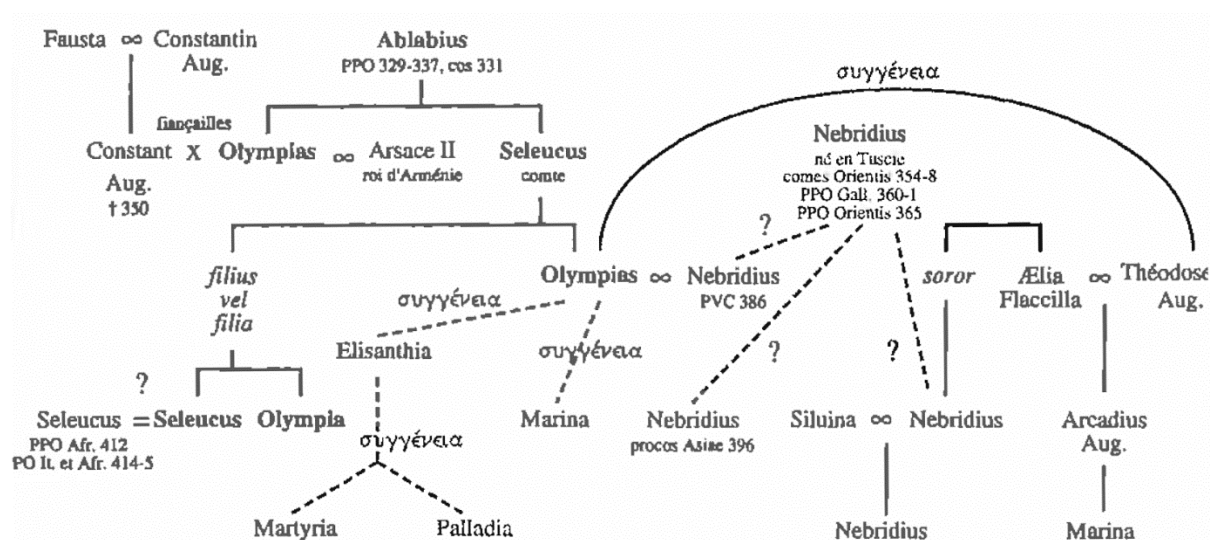 Fausta ∞ Constantin
Aug.
Ablabius
PPO 329-337, cos 331
συγγένεια
fiançailles
Constant X Olympias ∞ Arsace II
Aug.
† 350
roi d'Arménie
Seleucus
comte
Nebridius
né en Tuscie
comes Orientis 354-8
PPO Gall. 360-1
PPO Orientis 365
?
filius
vel
filia
συγγένεια
Olympias ∞ Nebridius
PVC 386
soror
Ælia
Flaccilla
∞ Théodose
Aug.
Elisanthia
συγγένεια
?
?
?
Seleucus = Seleucus Olympia
PPO Afr. 412
PO It. et Afr. 414-5
συγγένεια
Marina
Nebridius
procos Asiae 396
Siluina ∞ Nebridius
Arcadius
Aug.
Martyria
Palladia
Nebridius
Marina